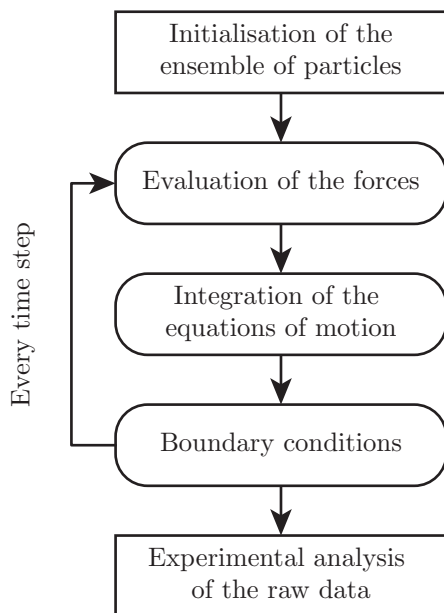 Initialisation of the
ensemble of particles
Evaluation of the forces
Every time step
Integration of the
equations of motion
Boundary conditions
Experimental analysis
of the raw data